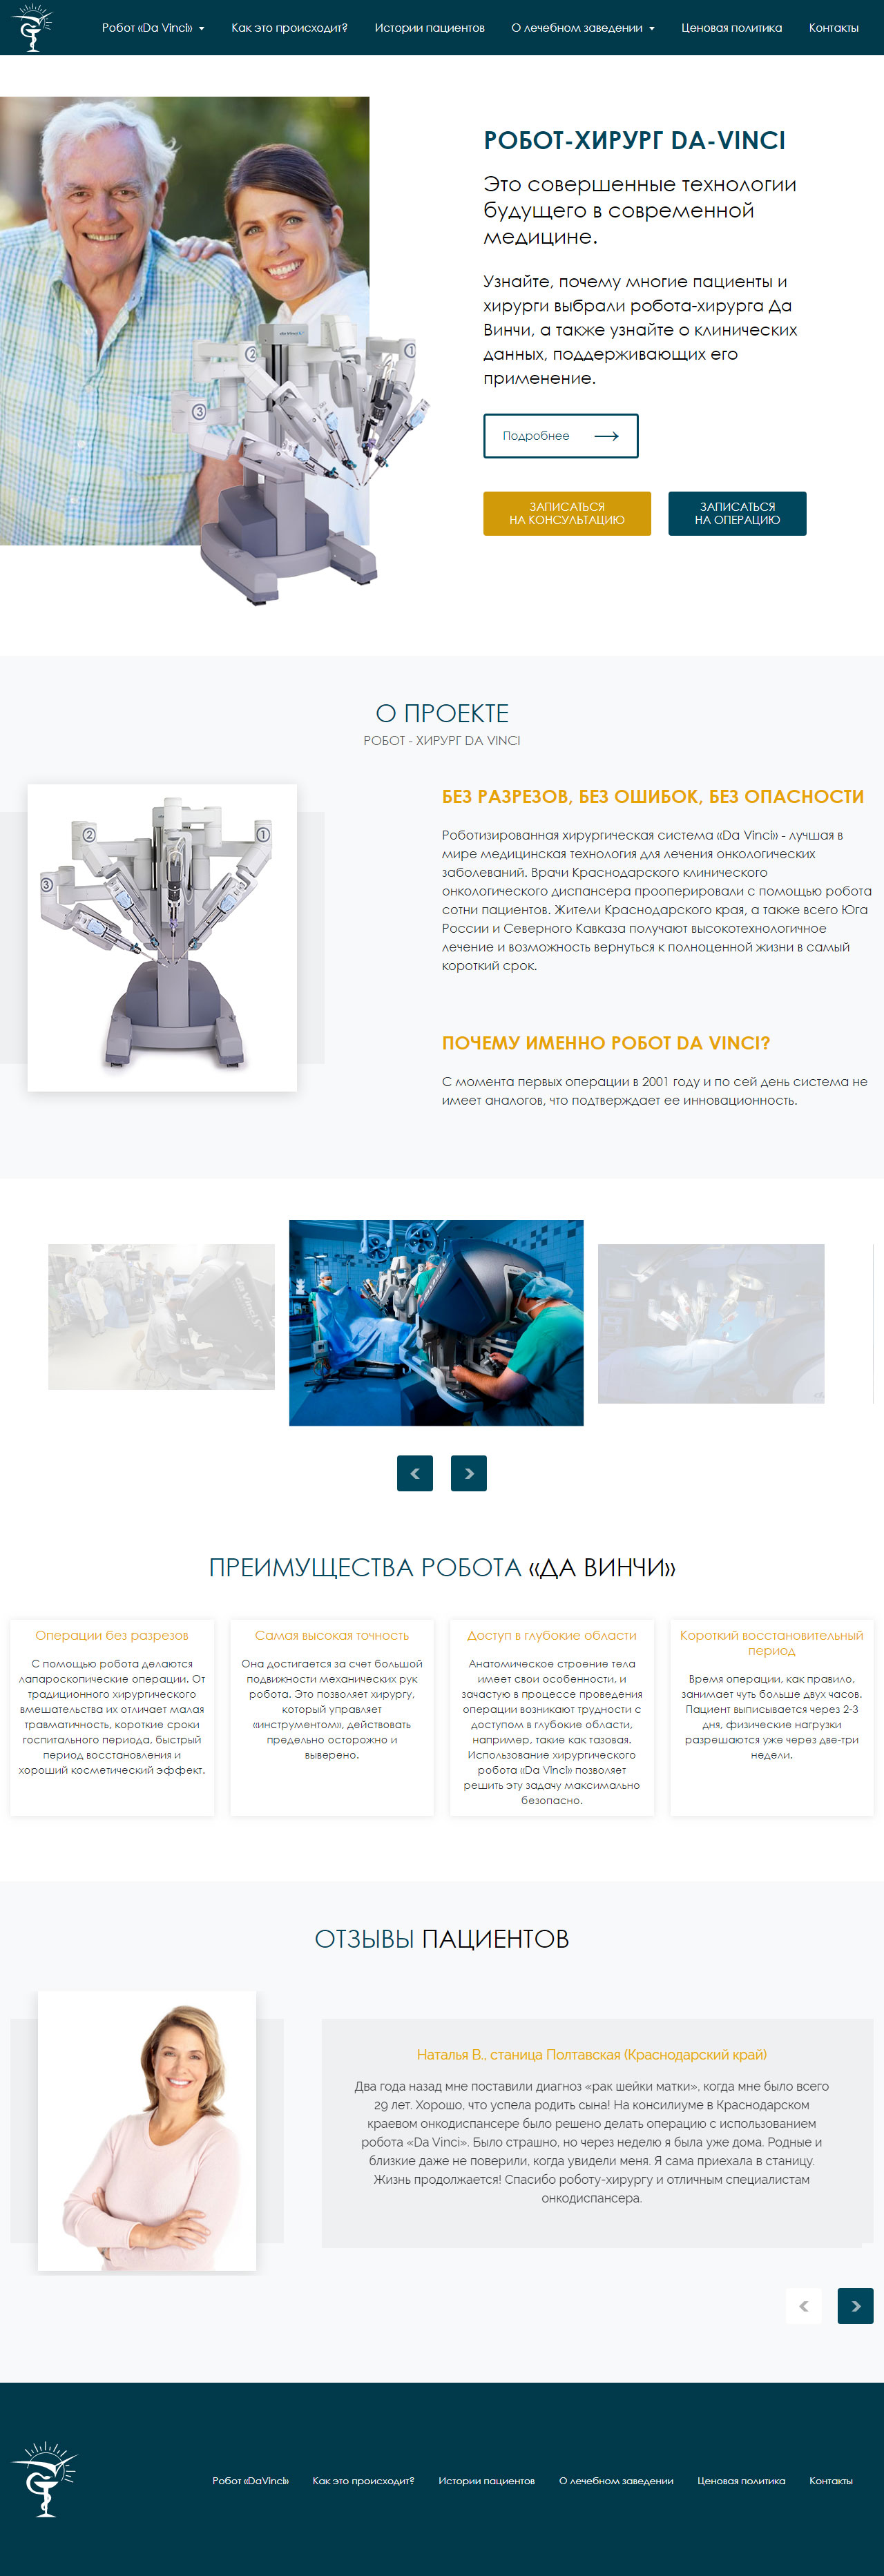 Робот «Da Vinci»
Как это происходит?
Истории пациентов
О лечебном заведении
Ценовая политика
Контакты
РОБОТ-ХИРУРГ DA-VINCI
Это совершенные технологии
будущего в современной
медицине.
Узнайте, почему многие пациенты и
хирурги выбрали робота-хирурга Да
Винчи, а также узнайте о клинических
данных, поддерживающих его
применение.
da Vinci
1
2
3
Подробнее
ЗАПИСАТЬСЯ
НА КОНСУЛЬТАЦИЮ
ЗАПИСАТЬСЯ
НА ОПЕРАЦИЮ
О ПРОЕКТЕ
РОБОТ - ХИРУРГ DA VINCI
2
1
3
БЕЗ РАЗРЕЗОВ, БЕЗ ОШИБОК, БЕЗ ОПАСНОСТИ
Роботизированная хирургическая система «Da Vinci» - лучшая в
мире медицинская технология для лечения онкологических
заболеваний. Врачи Краснодарского клинического
онкологического диспансера прооперировали с помощью робота
сотни пациентов. Жители Краснодарского края, а также всего Юга
России и Северного Кавказа получают высокотехнологичное
лечение и возможность вернуться к полноценной жизни в самый
короткий срок.
ПОЧЕМУ ИМЕННО РОБОТ DA VINCI?
С момента первых операции в 2001 году и по сей день система не
имеет аналогов, что подтверждает ее инновационность.
da Vinci
ПРЕИМУЩЕСТВА РОБОТА «ДА ВИНЧИ»
Операции без разрезов
С помощью робота делаются
лапароскопические операции. От
традиционного хирургического
вмешательства их отличает малая
травматичность, короткие сроки
госпитального периода, быстрый
период восстановления и
хороший косметический эффект.
Самая высокая точность
Она достигается за счет большой
подвижности механических рук
робота. Это позволяет хирургу,
который управляет
«инструментом», действовать
предельно осторожно и
выверено.
Доступ в глубокие области
Анатомическое строение тела
имеет свои особенности, и
зачастую в процессе проведения
операции возникают трудности с
доступом в глубокие области,
например, такие как тазовая.
Использование хирургического
робота «Da Vinci» позволяет
решить эту задачу максимально
безопасно.
Короткий восстановительный
период
Время операции, как правило,
занимает чуть больше двух часов.
Пациент выписывается через 2-3
дня, физические нагрузки
разрешаются уже через две-три
недели.
ОТЗЫВЫ ПАЦИЕНТОВ
Наталья В., станица Полтавская (Краснодарский край)
Два года назад мне поставили диагноз «рак шейки матки», когда мне было всего
29 лет. Хорошо, что успела родить сына! На консилиуме в Краснодарском
краевом онкодиспансере было решено делать операцию с использованием
робота «Da Vinci». Было страшно, но через неделю я была уже дома. Родные и
близкие даже не поверили, когда увидели меня. Я сама приехала в станицу.
Жизнь продолжается! Спасибо роботу-хирургу и отличным специалистам
онкодиспансера.
Робот «DaVinci»
Как это происходит?
Истории пациентов
О лечебном заведении
Ценовая политика
Контакты